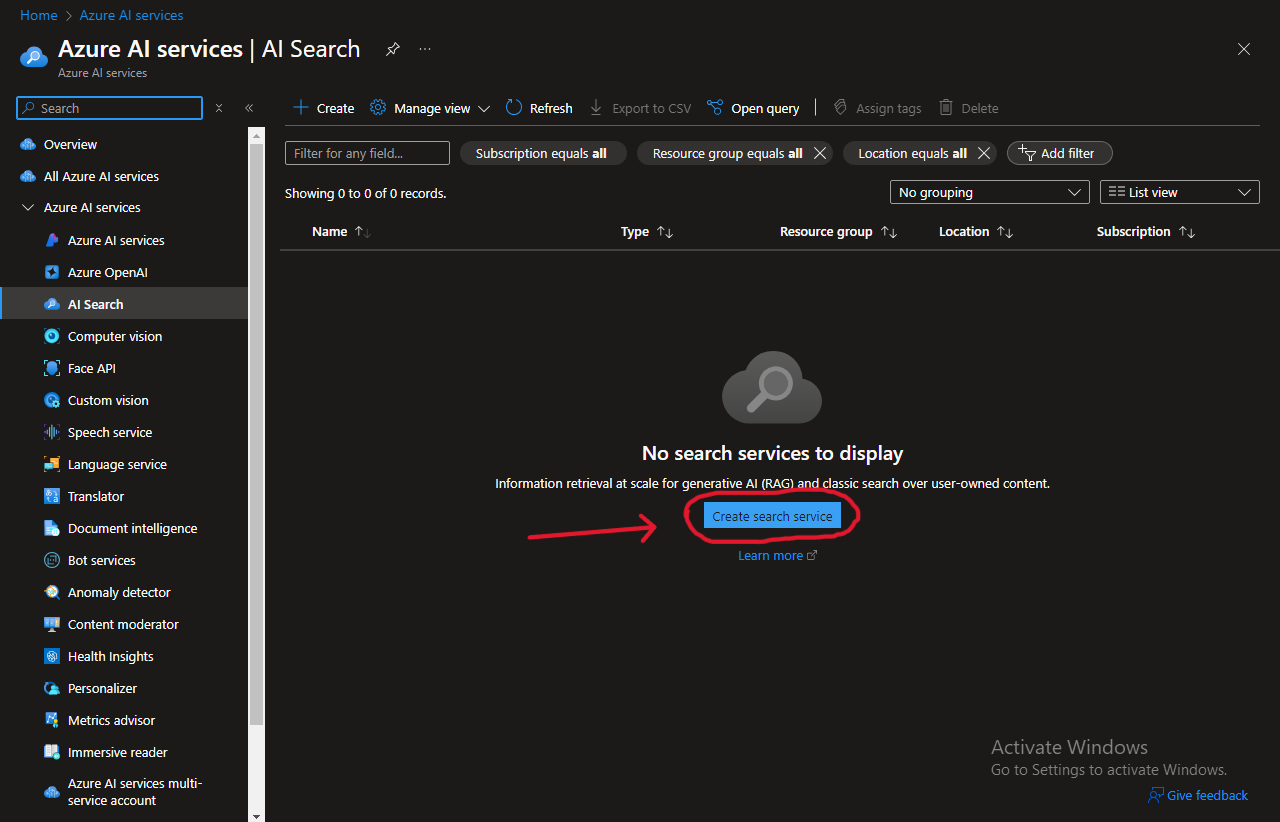 Home > Azure AI services
Azure AI services | AI Search
Azure AI services
Search
Overview
All Azure AI services
Azure AI services
Azure AI services
Azure OpenAI
AI Search
Computer vision
Face API
Custom vision
Speech service
Language service
Translator
Document intelligence
Bot services
Anomaly detector
Content moderator
Health Insights
Personalizer
Metrics advisor
Immersive reader
Azure AI services multi-
service account
Create Manage view Refresh Export to CSV Open query Assign tags Delete
Filter for any field... Subscription equals all Resource group equals all Location equals all Add filter
Showing 0 to 0 of 0 records. No grouping List view
Name Type Resource group Location Subscription
No search services to display
Information retrieval at scale for generative AI (RAG) and classic search over user-owned content.
Create search service
Learn more
Activate Windows
Go to Settings to activate Windows.
Give feedback